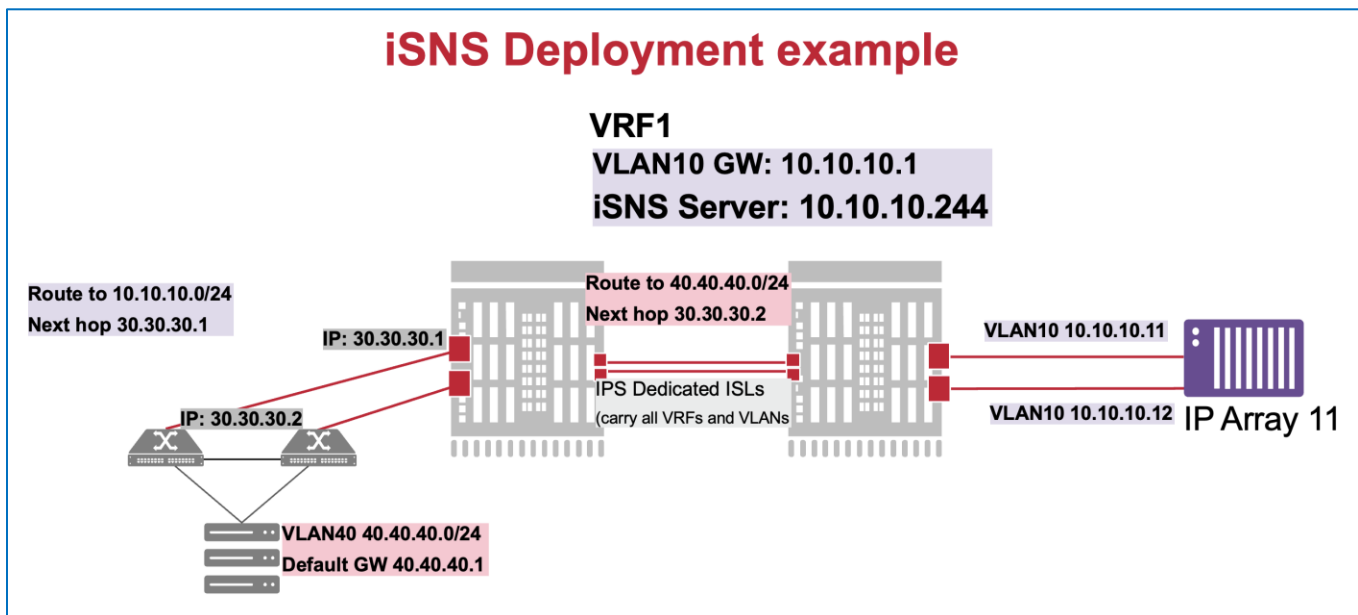 iSNS Deployment example
VRF1
VLAN10 GW: 10.10.10.1
iSNS Server: 10.10.10.244
Route to 10.10.10.0/24
Next hop 30.30.30.1
IP: 30.30.30.1
Route to 40.40.40.0/24
Next hop 30.30.30.2
VLAN10 10.10.10.11
IPS Dedicated ISLs
(carry all VRFs and VLANs
VLAN10 10.10.10.12
IP Array 11
IP: 30.30.30.2
VLAN40 40.40.40.0/24
Default GW 40.40.40.1